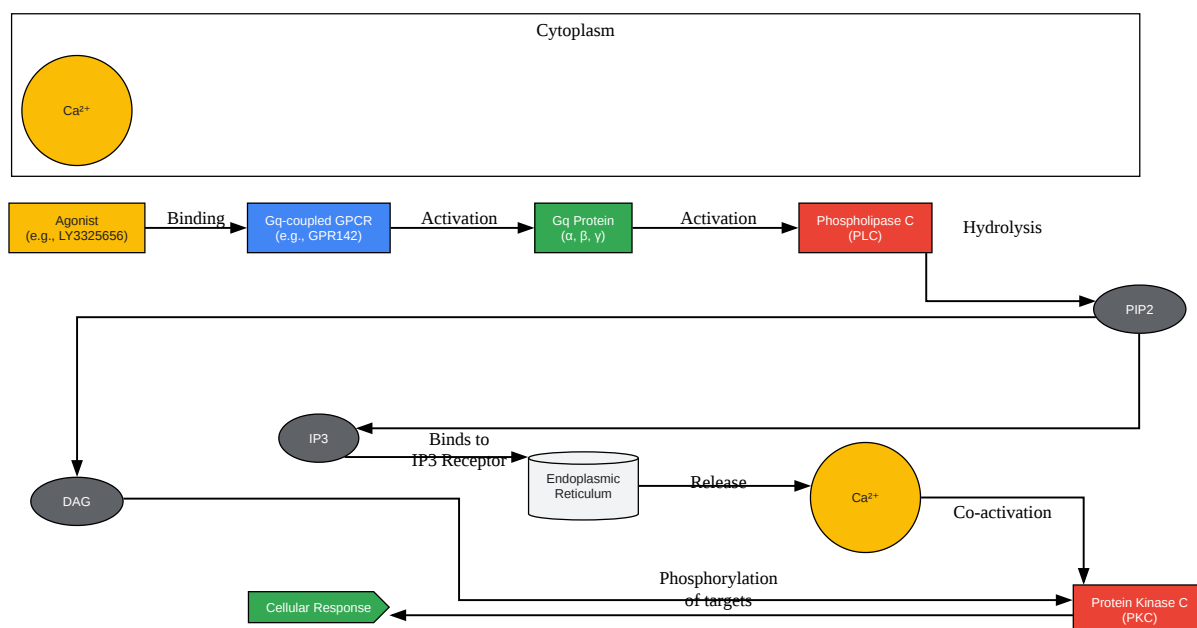 Cytoplasm
Ca²⁺
Agonist
(e.g., LY3325656)
Binding
Gq-coupled GPCR
(e.g., GPR142)
Activation
Gq Protein
(α, β, γ)
Activation
Phospholipase C
(PLC)
Hydrolysis
PIP2
IP3
Binds to
IP3 Receptor
Endoplasmic
Reticulum
Release
Ca²⁺
Co-activation
DAG
Phosphorylation
of targets
Cellular Response
Protein Kinase C
(PKC)